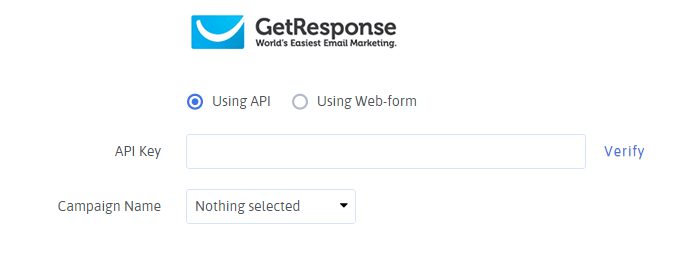 GetResponse
World's Easiest Email Marketing.
Using API Using Web-form
API Key Verify
Campaign Name Nothing selected